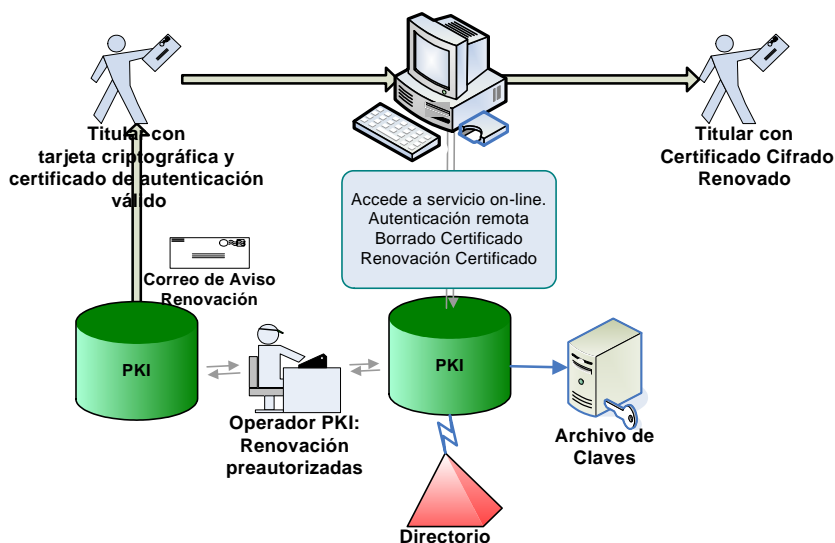 Titular con
tarjeta criptográfica y
certificado de autenticación
válido
Titular con
Certificado Cifrado
Renovado
Accede a servicio on-line.
Autenticación remota
Borrado Certificado
Renovación Certificado
Correo de Aviso
Renovación
PKI
Operador PKI:
Renovación
preautorizadas
PKI
Archivo de
Claves
Directorio